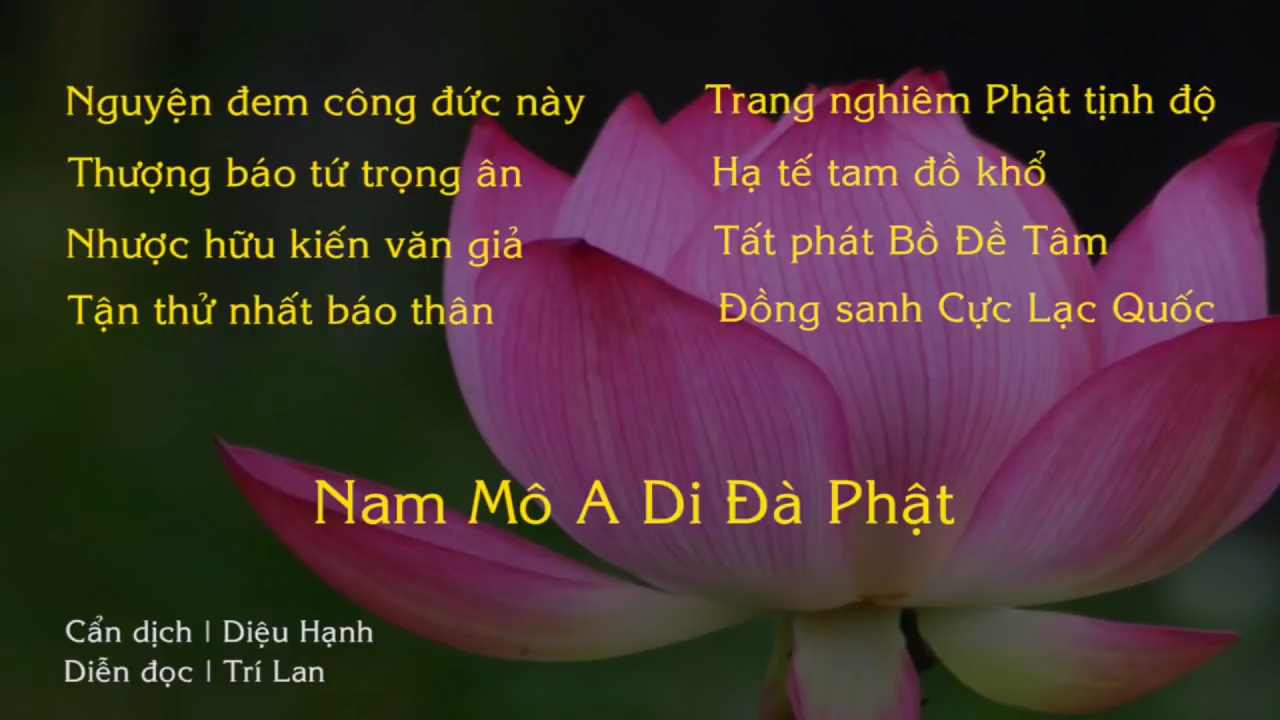 Nguyện đem công đức này Trang nghiêm Phật tịnh độ
Thượng báo tứ trọng ân Hạ tế tam đồ khổ
Nhược hữu kiến văn giả Tất phát Bồ Đề Tâm
Tận thử nhất báo thân Đồng sanh Cực Lạc Quốc
Nam Mô A Di Đà Phật
Cẩn dịch | Diệu Hạnh
Diễn đọc | Trí Lan